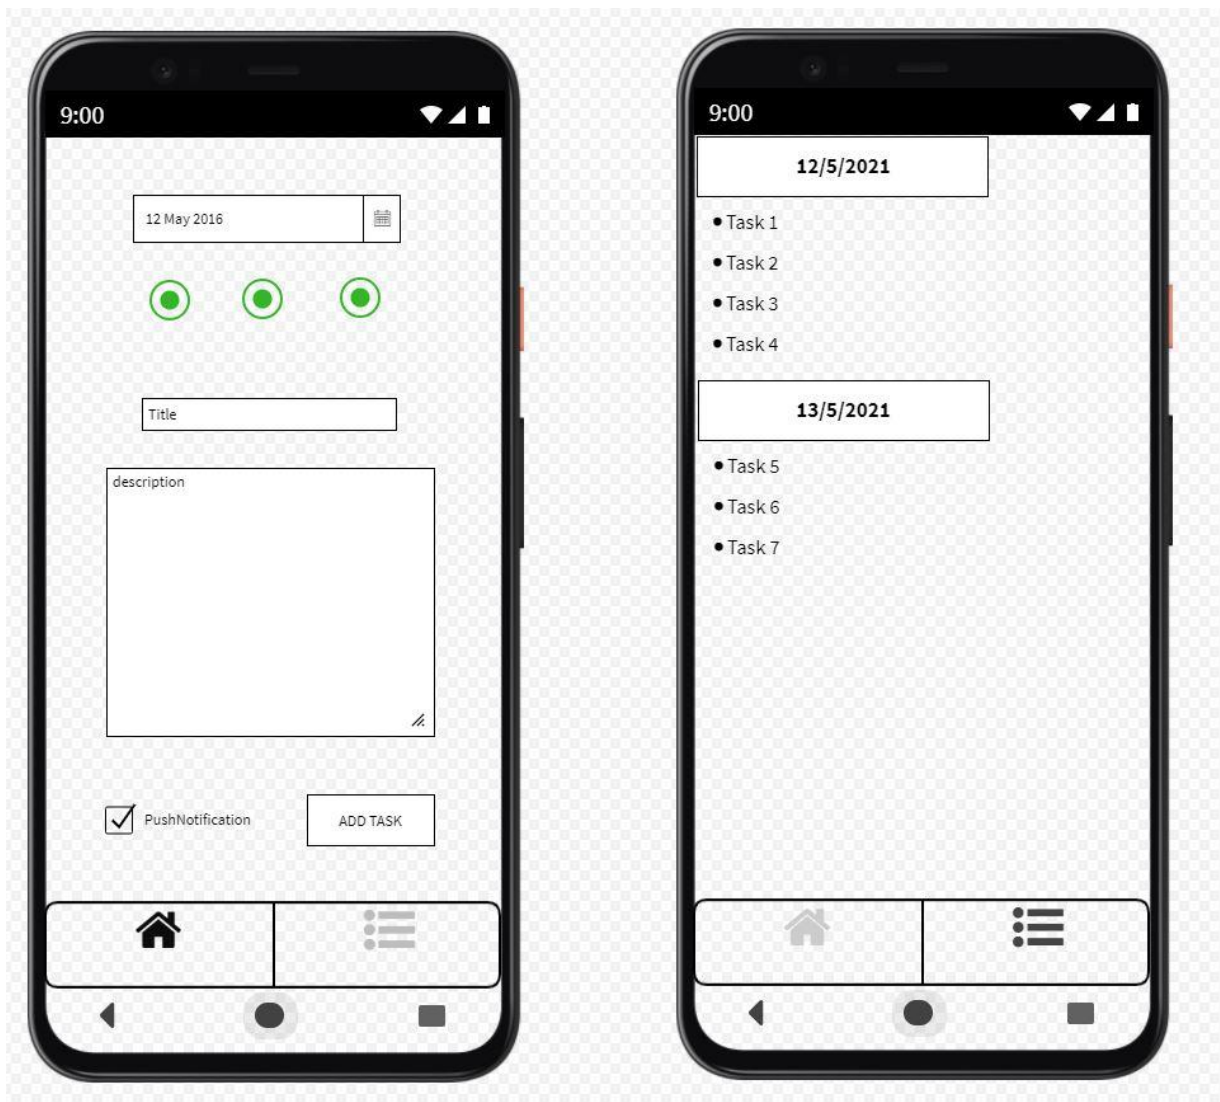 9:00
12 May 2016
Title
description
PushNotification
ADD TASK
9:00
12/5/2021
Task 1
Task 2
Task 3
Task 4
13/5/2021
Task 5
Task 6
Task 7